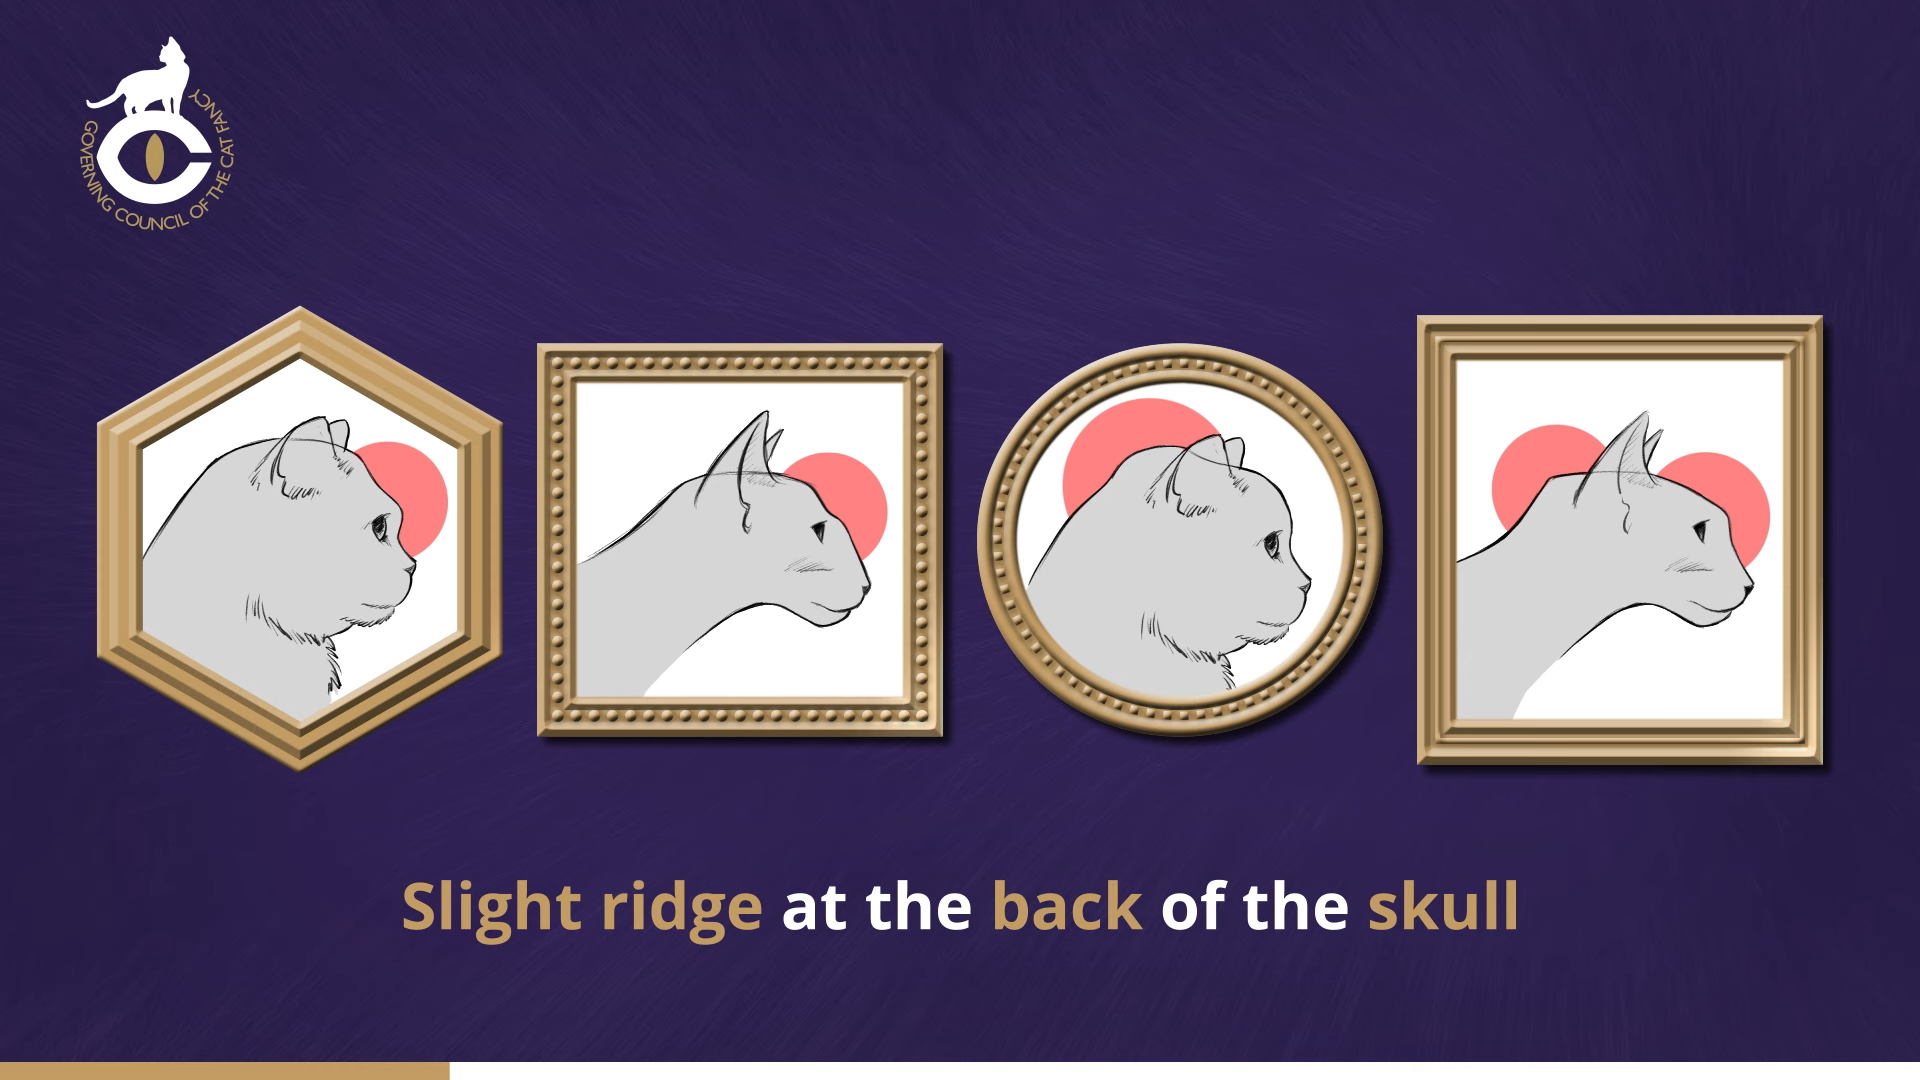 GOVERNING COUNCIL OF THE CAT FANCY
Slight ridge at the back of the skull